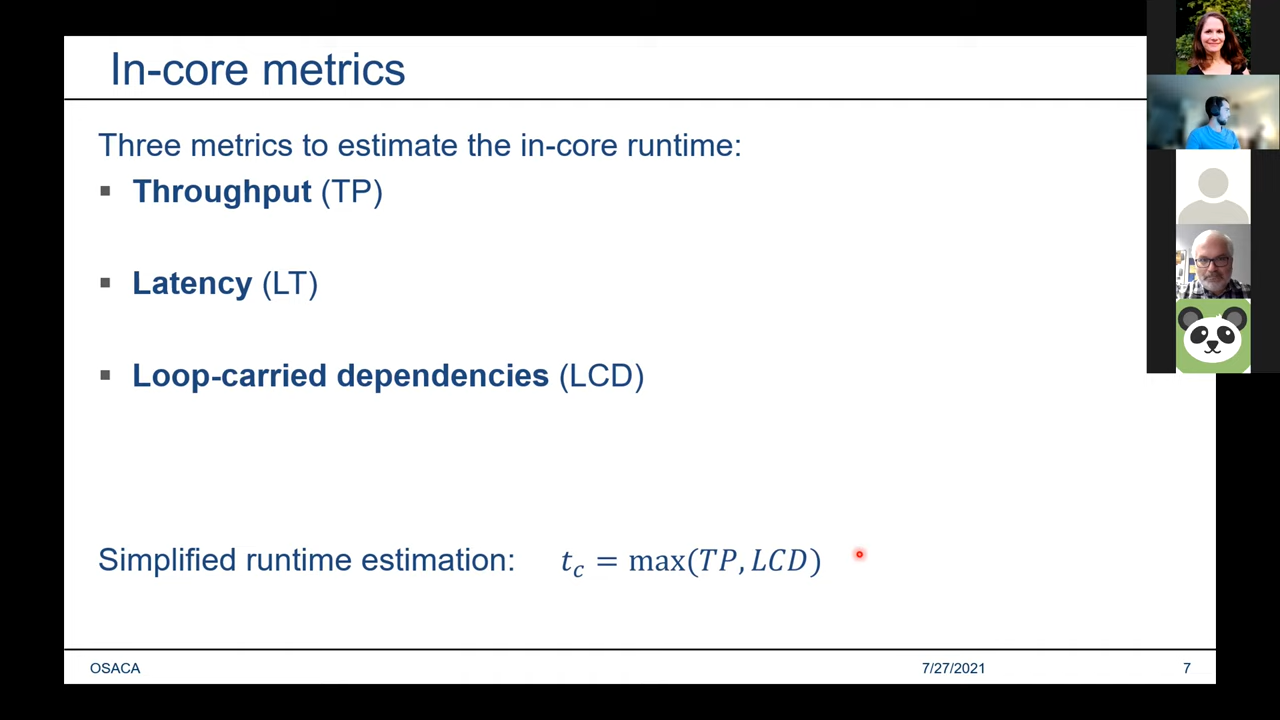 In-core metrics
Three metrics to estimate the in-core runtime:
▪ Throughput (TP)
▪ Latency (LT)
▪ Loop-carried dependencies (LCD)
Simplified runtime estimation: t_c = max(TP, LCD)
OSACA 7/27/2021 7